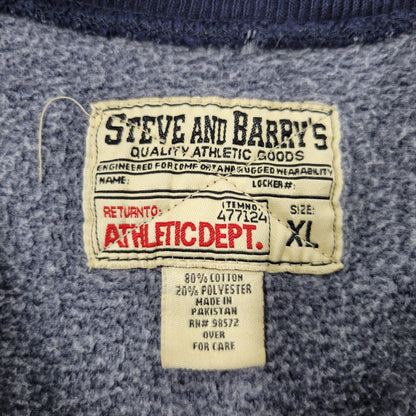 STEVE AND BARRY'S
QUALITY ATHLETIC GOODS
ENGINEERED FOR COMFORT AND RUGGED WEARABILITY
NAME: LOCKER#:
RETURN TO: ITEM NO. SIZE:
ATHLETIC DEPT. 477124 XL
80% COTTON
20% POLYESTER
MADE IN
PAKISTAN
RN# 98572
OVER
FOR CARE